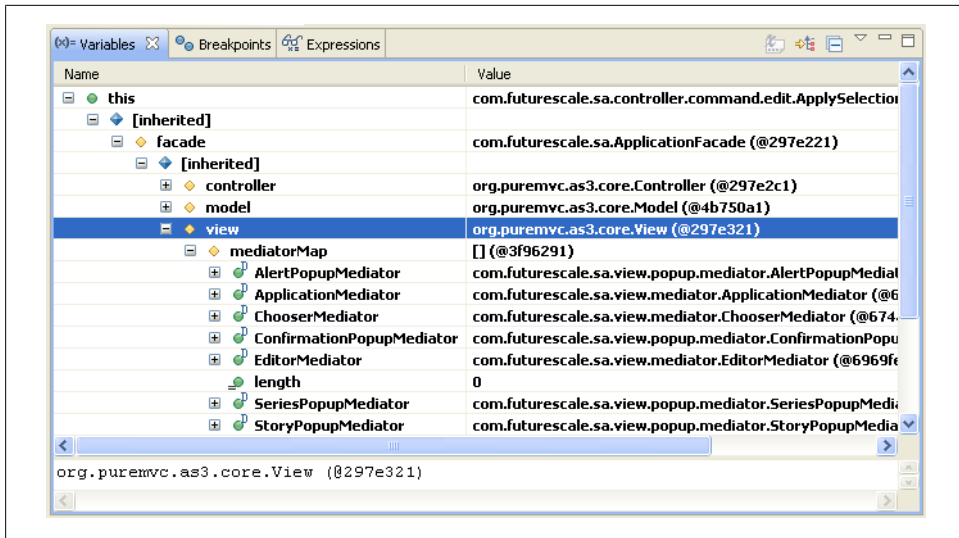 (x)= Variables Breakpoints Expressions
Name Value
this com.futurescale.sa.controller.command.edit.ApplySelection
[inherited]
facade com.futurescale.sa.ApplicationFacade (@297e221)
[inherited]
controller org.puremvc.as3.core.Controller (@297e2c1)
model org.puremvc.as3.core.Model (@4b750a1)
view org.puremvc.as3.core.View (@297e321)
mediatorMap [] (@3f96291)
AlertPopupMediator com.futurescale.sa.view.popup.mediator.AlertPopupMediat
ApplicationMediator com.futurescale.sa.view.mediator.ApplicationMediator (@6
ChooserMediator com.futurescale.sa.view.mediator.ChooserMediator (@674.
ConfirmationPopupMediator com.futurescale.sa.view.popup.mediator.ConfirmationPopu
EditorMediator com.futurescale.sa.view.mediator.EditorMediator (@6969fe
length 0
SeriesPopupMediator com.futurescale.sa.view.popup.mediator.SeriesPopupMedia
StoryPopupMediator com.futurescale.sa.view.popup.mediator.StoryPopupMedia
org.puremvc.as3.core.View (@297e321)